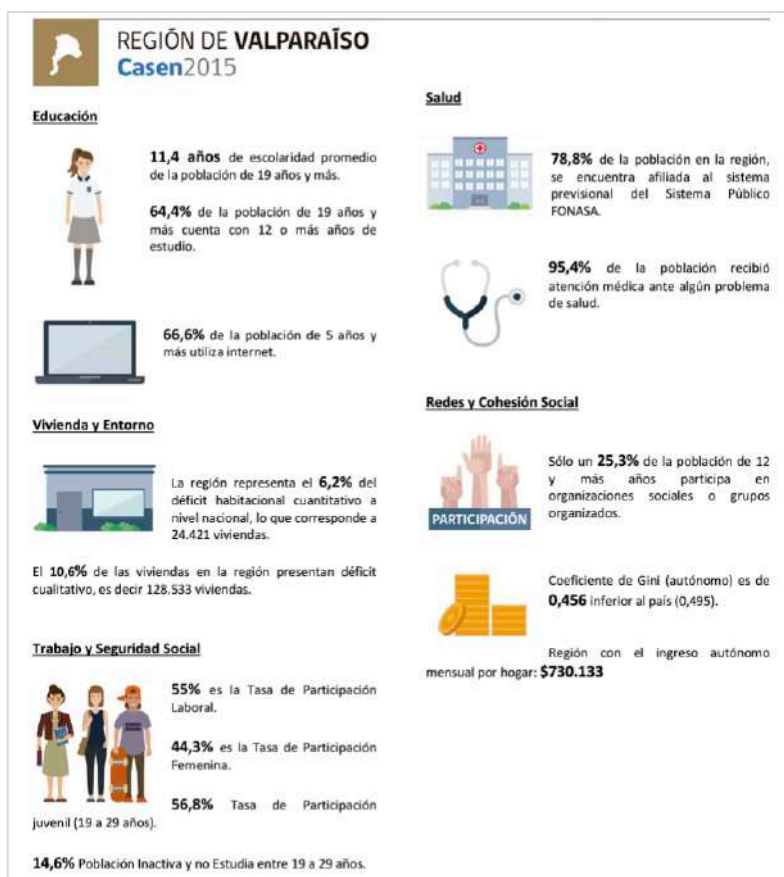 REGIÓN DE VALPARAÍSO
Casen2015
Educación
11,4 años de escolaridad promedio
de la población de 19 años y más.
64,4% de la población de 19 años y
más cuenta con 12 o más años de
estudio.
66,6% de la población de 5 años y
más utiliza internet.
Vivienda y Entorno
La región representa el 6,2% del
déficit habitacional cuantitativo a
nivel nacional, lo que corresponde a
24.421 viviendas.
El 10,6% de las viviendas en la región presentan déficit
cualitativo, es decir 128.533 viviendas.
Trabajo y Seguridad Social
55% es la Tasa de Participación
Laboral.
44,3% es la Tasa de Participación
Femenina.
56,8% Tasa de Participación
juvenil (19 a 29 años).
14,6% Población Inactiva y no Estudia entre 19 a 29 años.
Salud
78,8% de la población en la región,
se encuentra afiliada al sistema
previsional del Sistema Público
FONASA.
95,4% de la población recibió
atención médica ante algún problema
de salud.
Redes y Cohesión Social
PARTICIPACIÓN
Sólo un 25,3% de la población de 12
y más años participa en
organizaciones sociales o grupos
organizados.
Coeficiente de Gini (autónomo) es de
0,456 inferior al país (0,495).
Región con el ingreso autónomo
mensual por hogar: $730.133